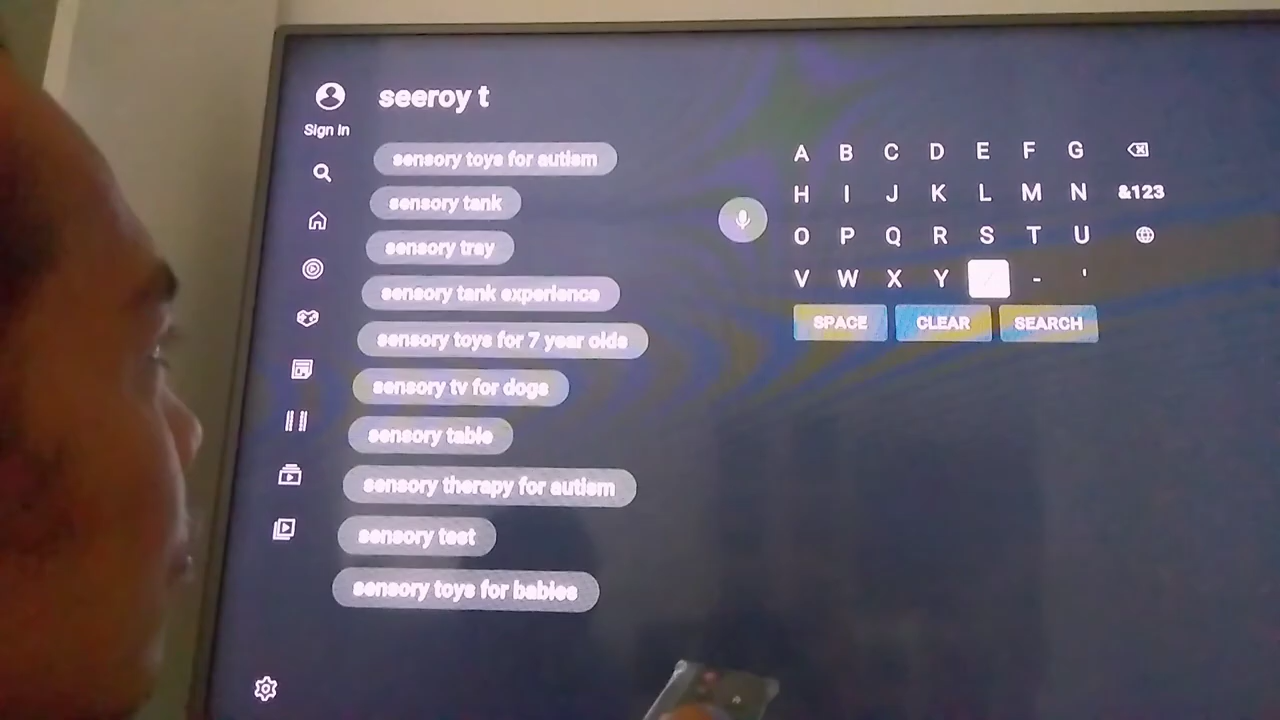 seeroy t
Sign in
sensory toys for autism
sensory tank
sensory tray
sensory tank experience
sensory toys for 7 year olds
sensory tv for dogs
sensory table
sensory therapy for autism
sensory test
sensory toys for babies
A B C D E F G
H I J K L M N &123
O P Q R S T U
V W X Y - '
SPACE CLEAR SEARCH